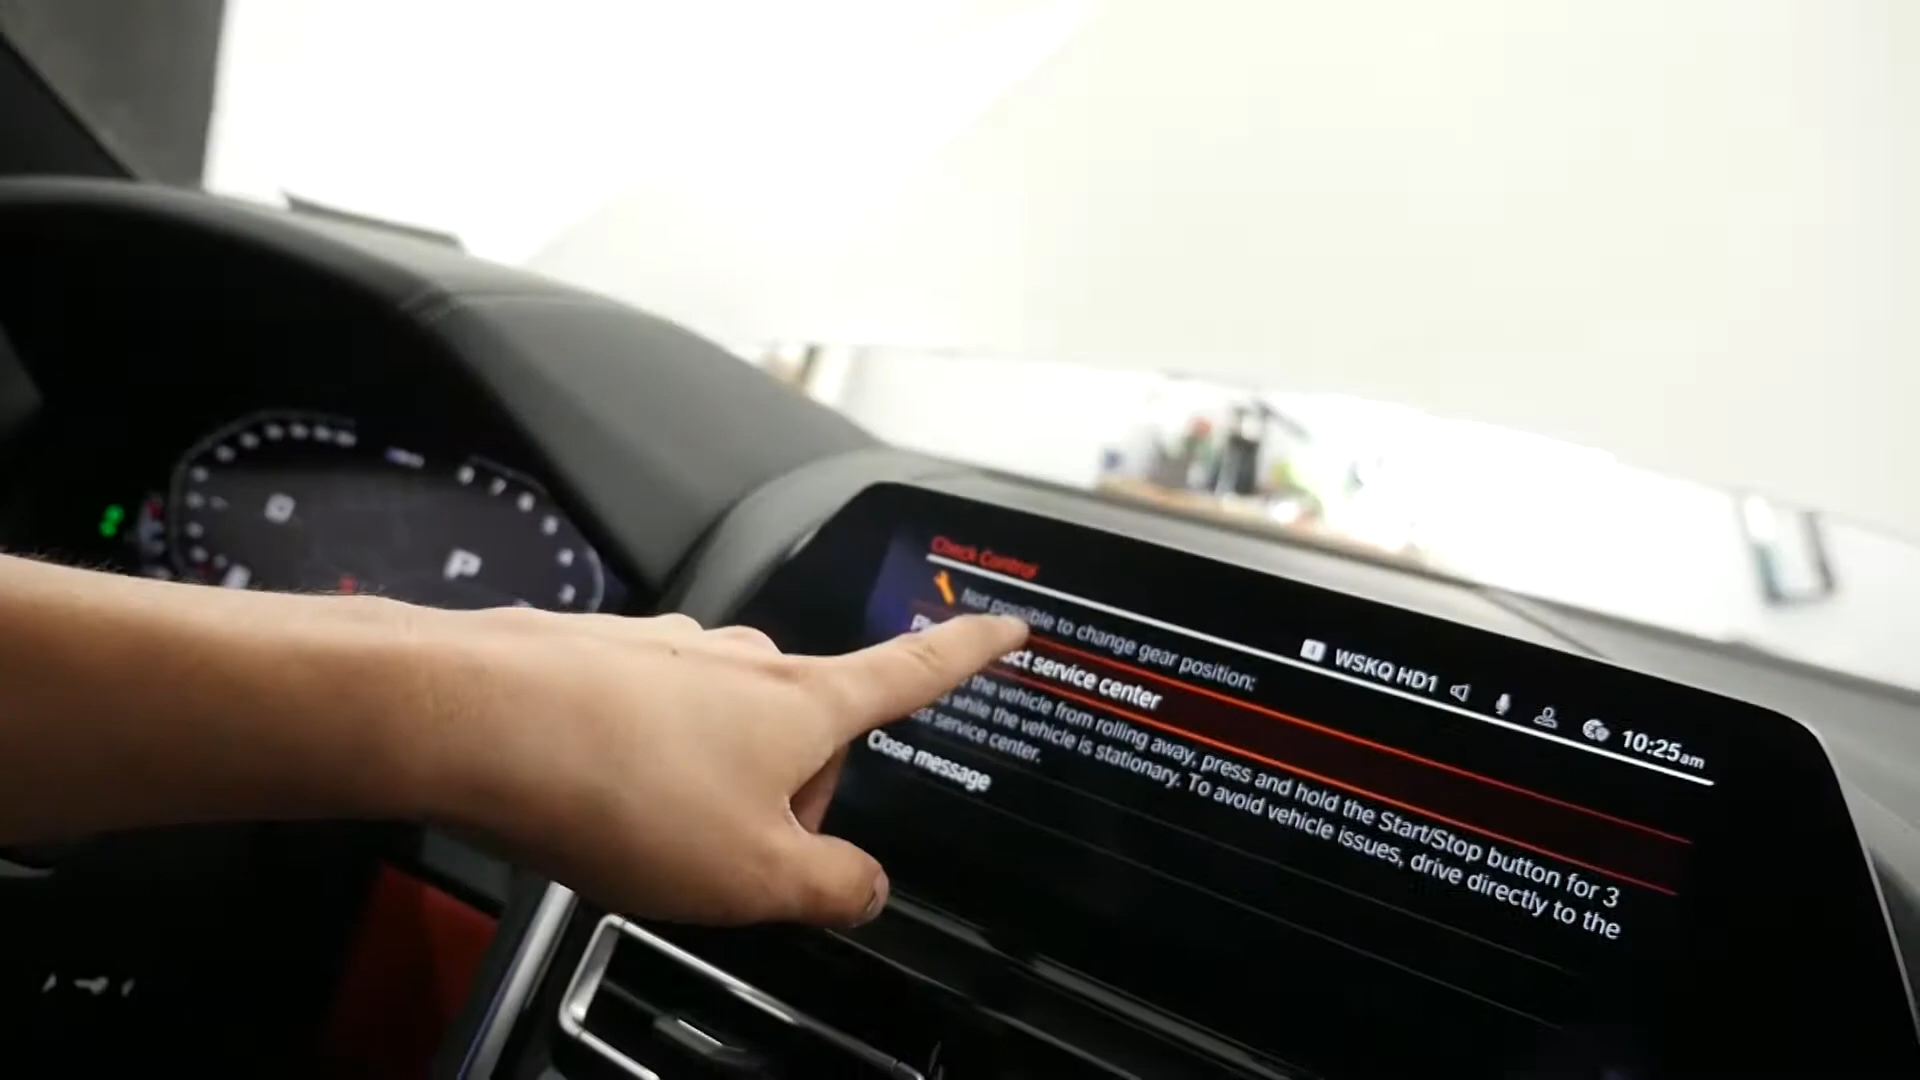 Check Control
WSKQ HD1 10:25am
Not possible to change gear position:
service center
the vehicle from rolling away, press and hold the Start/Stop button for 3
while the vehicle is stationary. To avoid vehicle issues, drive directly to the
service center.
Close message
P